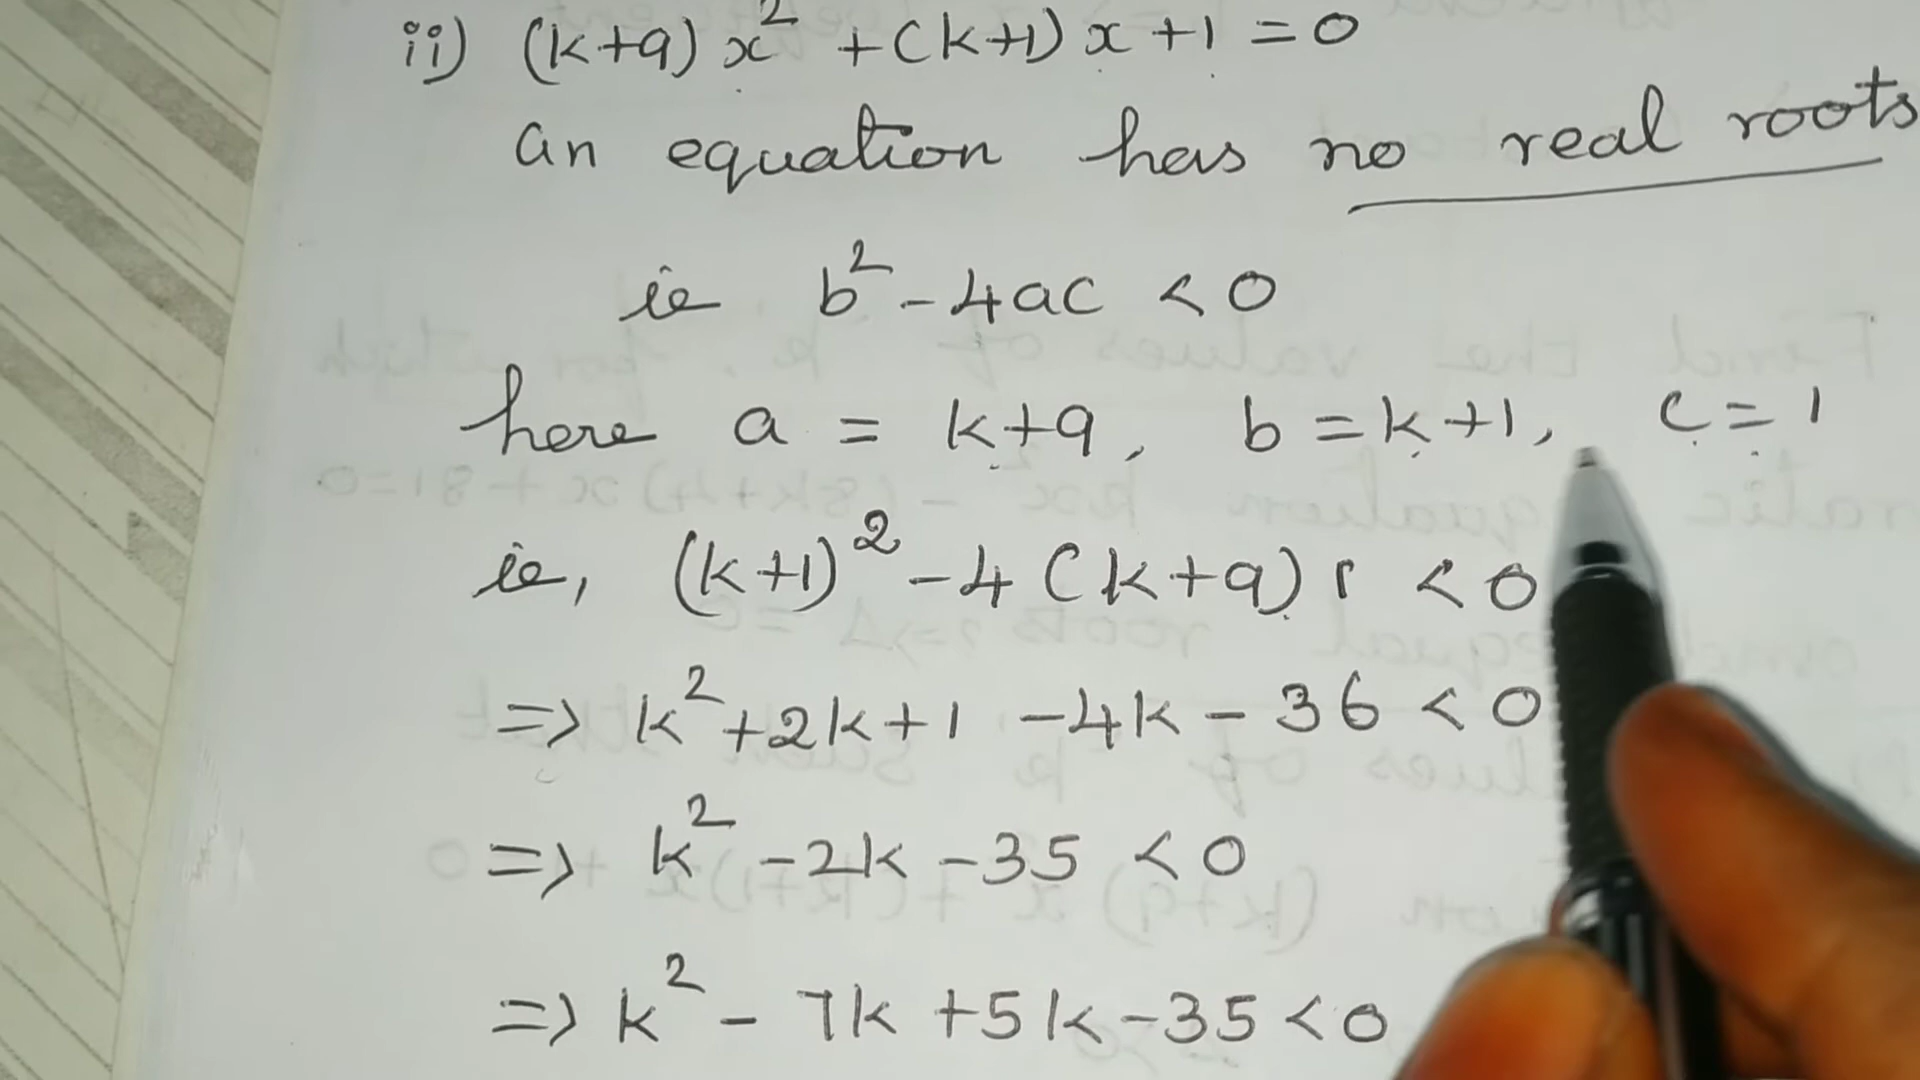 ii) (k+9)x² + (k+1)x + 1 = 0
an equation has no real roots
ie b² - 4ac < 0
here a = k+9, b = k+1, c = 1
ie, (k+1)² - 4(k+9)1 < 0
=> k² + 2k + 1 - 4k - 36 < 0
=> k² - 2k - 35 < 0
=> k² - 7k + 5k - 35 < 0